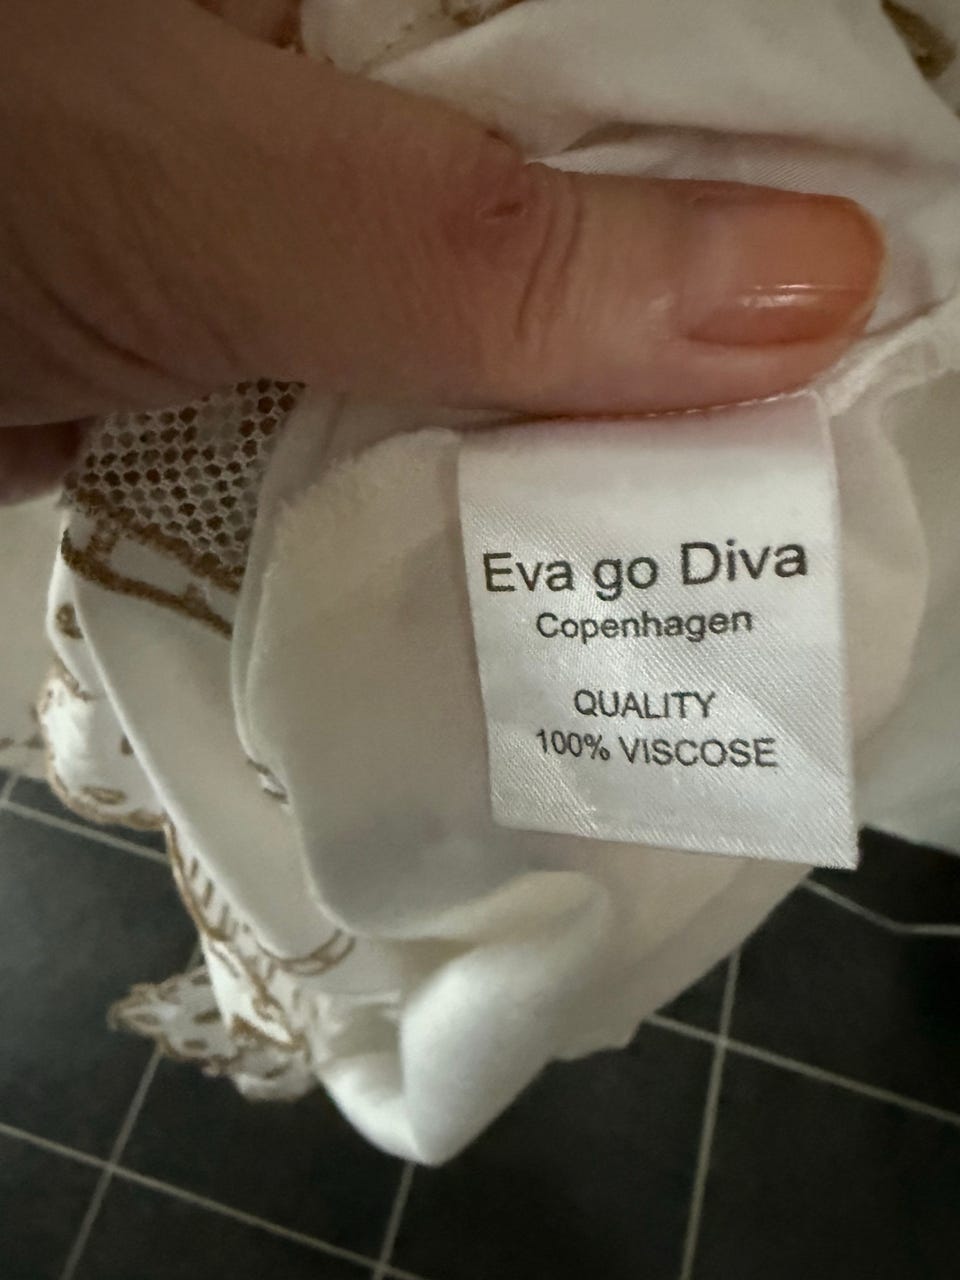 Eva go Diva
Copenhagen
QUALITY
100% VISCOSE